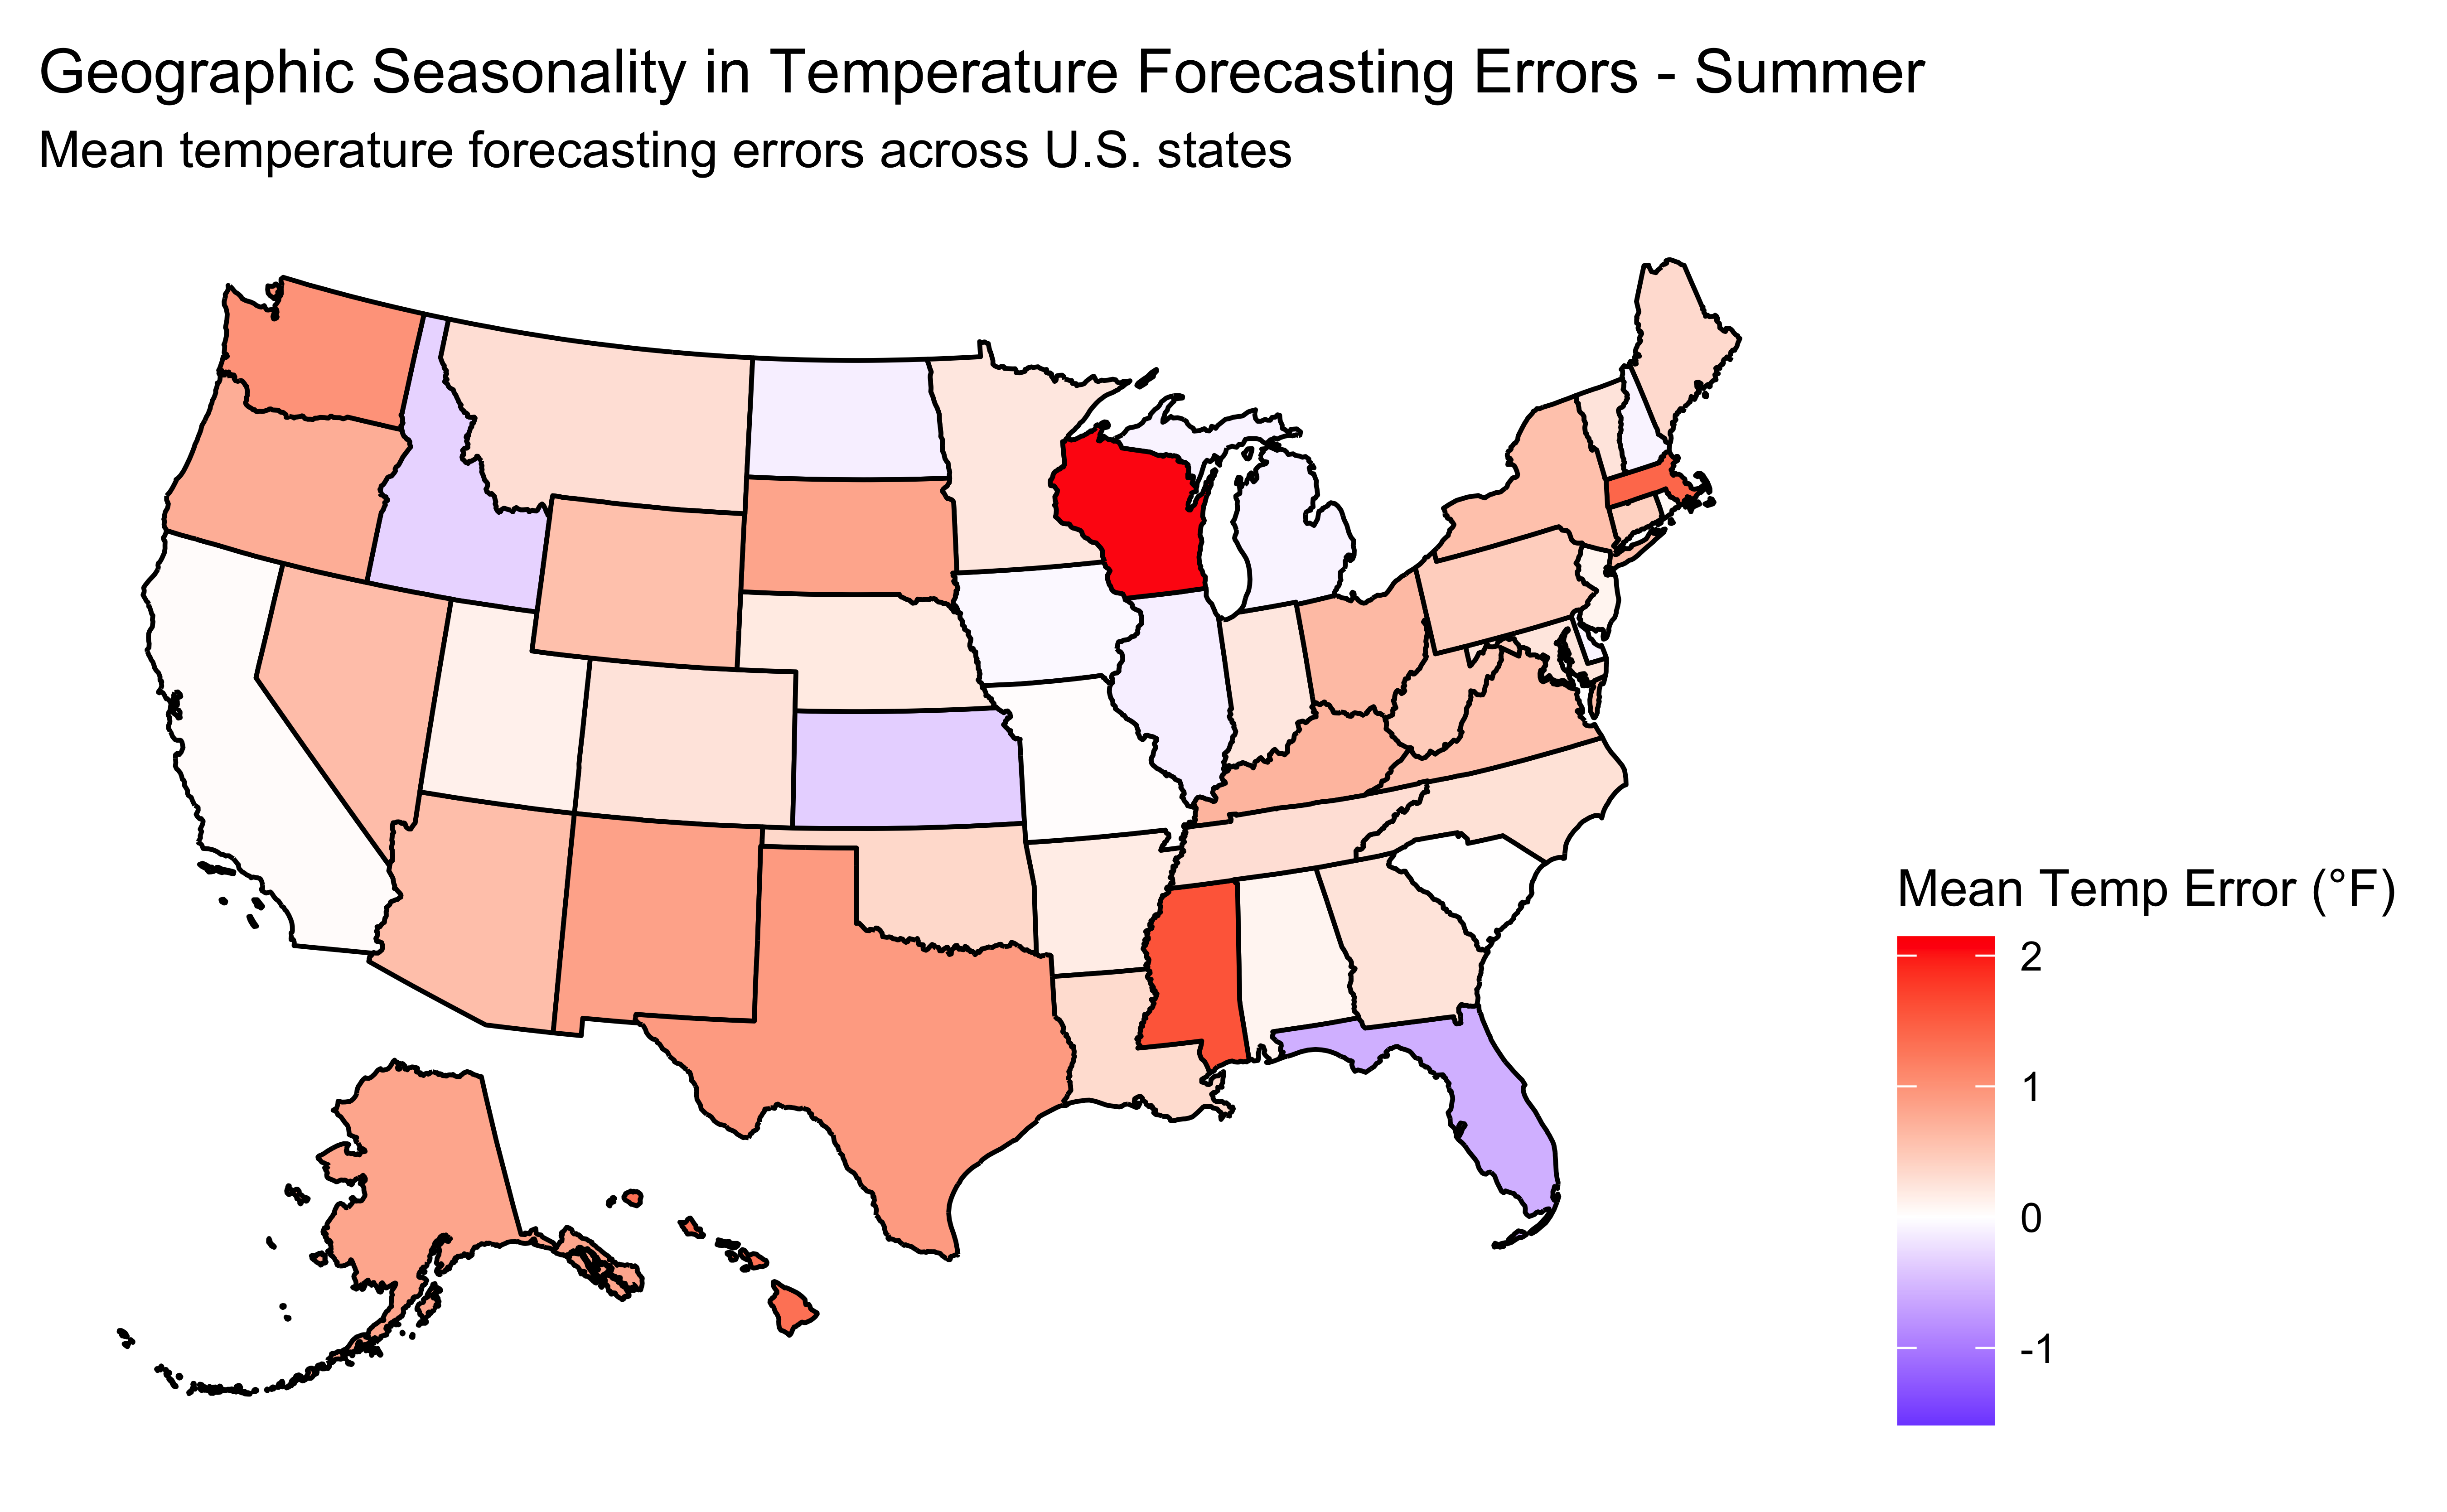 Geographic Seasonality in Temperature Forecasting Errors - Summer
Mean temperature forecasting errors across U.S. states
Mean Temp Error (°F)
2
1
0
-1